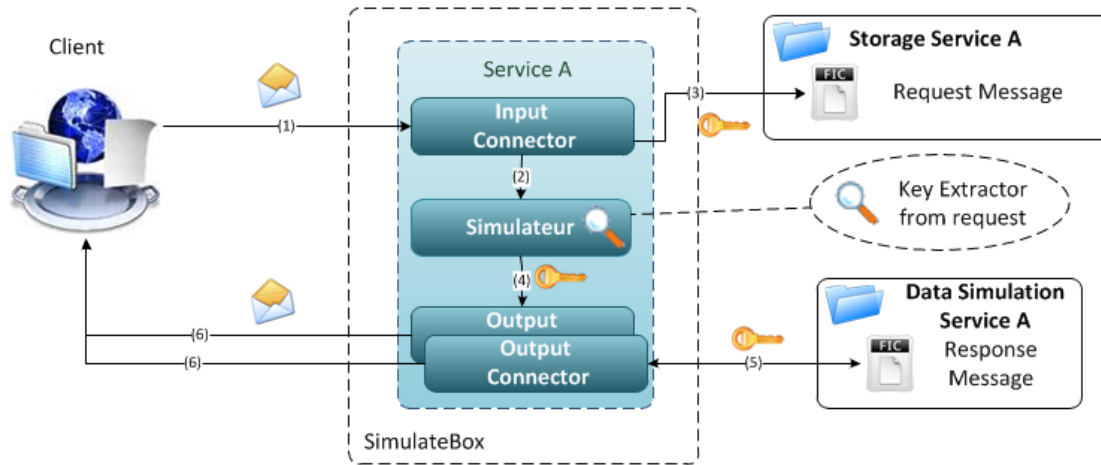 Client
(1)
Service A
Input
Connector
(2)
(3)
Storage Service A
FIC
Request Message
Simulateur
Key Extractor
from request
(4)
Output
Output
Connector
(5)
Data Simulation
Service A
FIC
Response
Message
(6)
(6)
SimulateBox